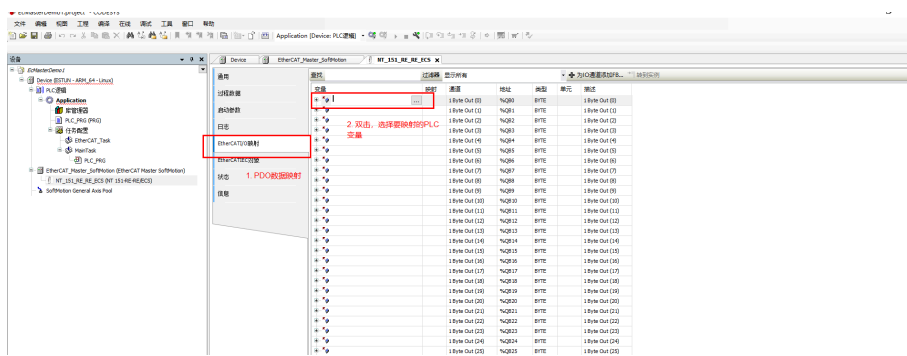 EcMasterDemo1.project* - CODESYS
文件 编辑 视图 工程 编译 在线 调试 工具 窗口 帮助
Application [Device: PLC逻辑]
设备
EcMasterDemo1
Device (ESTUN - ARM_64 - Linux)
PLC逻辑
Application
库管理器
PLC_PRG (PRG)
任务配置
EtherCAT_Task
MainTask
PLC_PRG
EtherCAT_Master_SoftMotion (EtherCAT Master SoftMotion)
NT_151_RE_RE_ECS (NT 151-RE-RE/ECS)
SoftMotion General Axis Pool
Device EtherCAT_Master_SoftMotion NT_151_RE_RE_ECS
通用
过程数据
启动参数
日志
EtherCATI/O映射
EtherCATIEC对象
状态
信息
1. PDO数据映射
2. 双击，选择要映射的PLC
变量
查找 过滤器 显示所有 为IO通道添加FB... 转到实例
变量 映射 通道 地址 类型 单元 描述
1 Byte Out (0) %QB0 BYTE 1 Byte Out (0)
1 Byte Out (1) %QB1 BYTE 1 Byte Out (1)
1 Byte Out (2) %QB2 BYTE 1 Byte Out (2)
1 Byte Out (3) %QB3 BYTE 1 Byte Out (3)
1 Byte Out (4) %QB4 BYTE 1 Byte Out (4)
1 Byte Out (5) %QB5 BYTE 1 Byte Out (5)
1 Byte Out (6) %QB6 BYTE 1 Byte Out (6)
1 Byte Out (7) %QB7 BYTE 1 Byte Out (7)
1 Byte Out (8) %QB8 BYTE 1 Byte Out (8)
1 Byte Out (9) %QB9 BYTE 1 Byte Out (9)
1 Byte Out (10) %QB10 BYTE 1 Byte Out (10)
1 Byte Out (11) %QB11 BYTE 1 Byte Out (11)
1 Byte Out (12) %QB12 BYTE 1 Byte Out (12)
1 Byte Out (13) %QB13 BYTE 1 Byte Out (13)
1 Byte Out (14) %QB14 BYTE 1 Byte Out (14)
1 Byte Out (15) %QB15 BYTE 1 Byte Out (15)
1 Byte Out (16) %QB16 BYTE 1 Byte Out (16)
1 Byte Out (17) %QB17 BYTE 1 Byte Out (17)
1 Byte Out (18) %QB18 BYTE 1 Byte Out (18)
1 Byte Out (19) %QB19 BYTE 1 Byte Out (19)
1 Byte Out (20) %QB20 BYTE 1 Byte Out (20)
1 Byte Out (21) %QB21 BYTE 1 Byte Out (21)
1 Byte Out (22) %QB22 BYTE 1 Byte Out (22)
1 Byte Out (23) %QB23 BYTE 1 Byte Out (23)
1 Byte Out (24) %QB24 BYTE 1 Byte Out (24)
1 Byte Out (25) %QB25 BYTE 1 Byte Out (25)